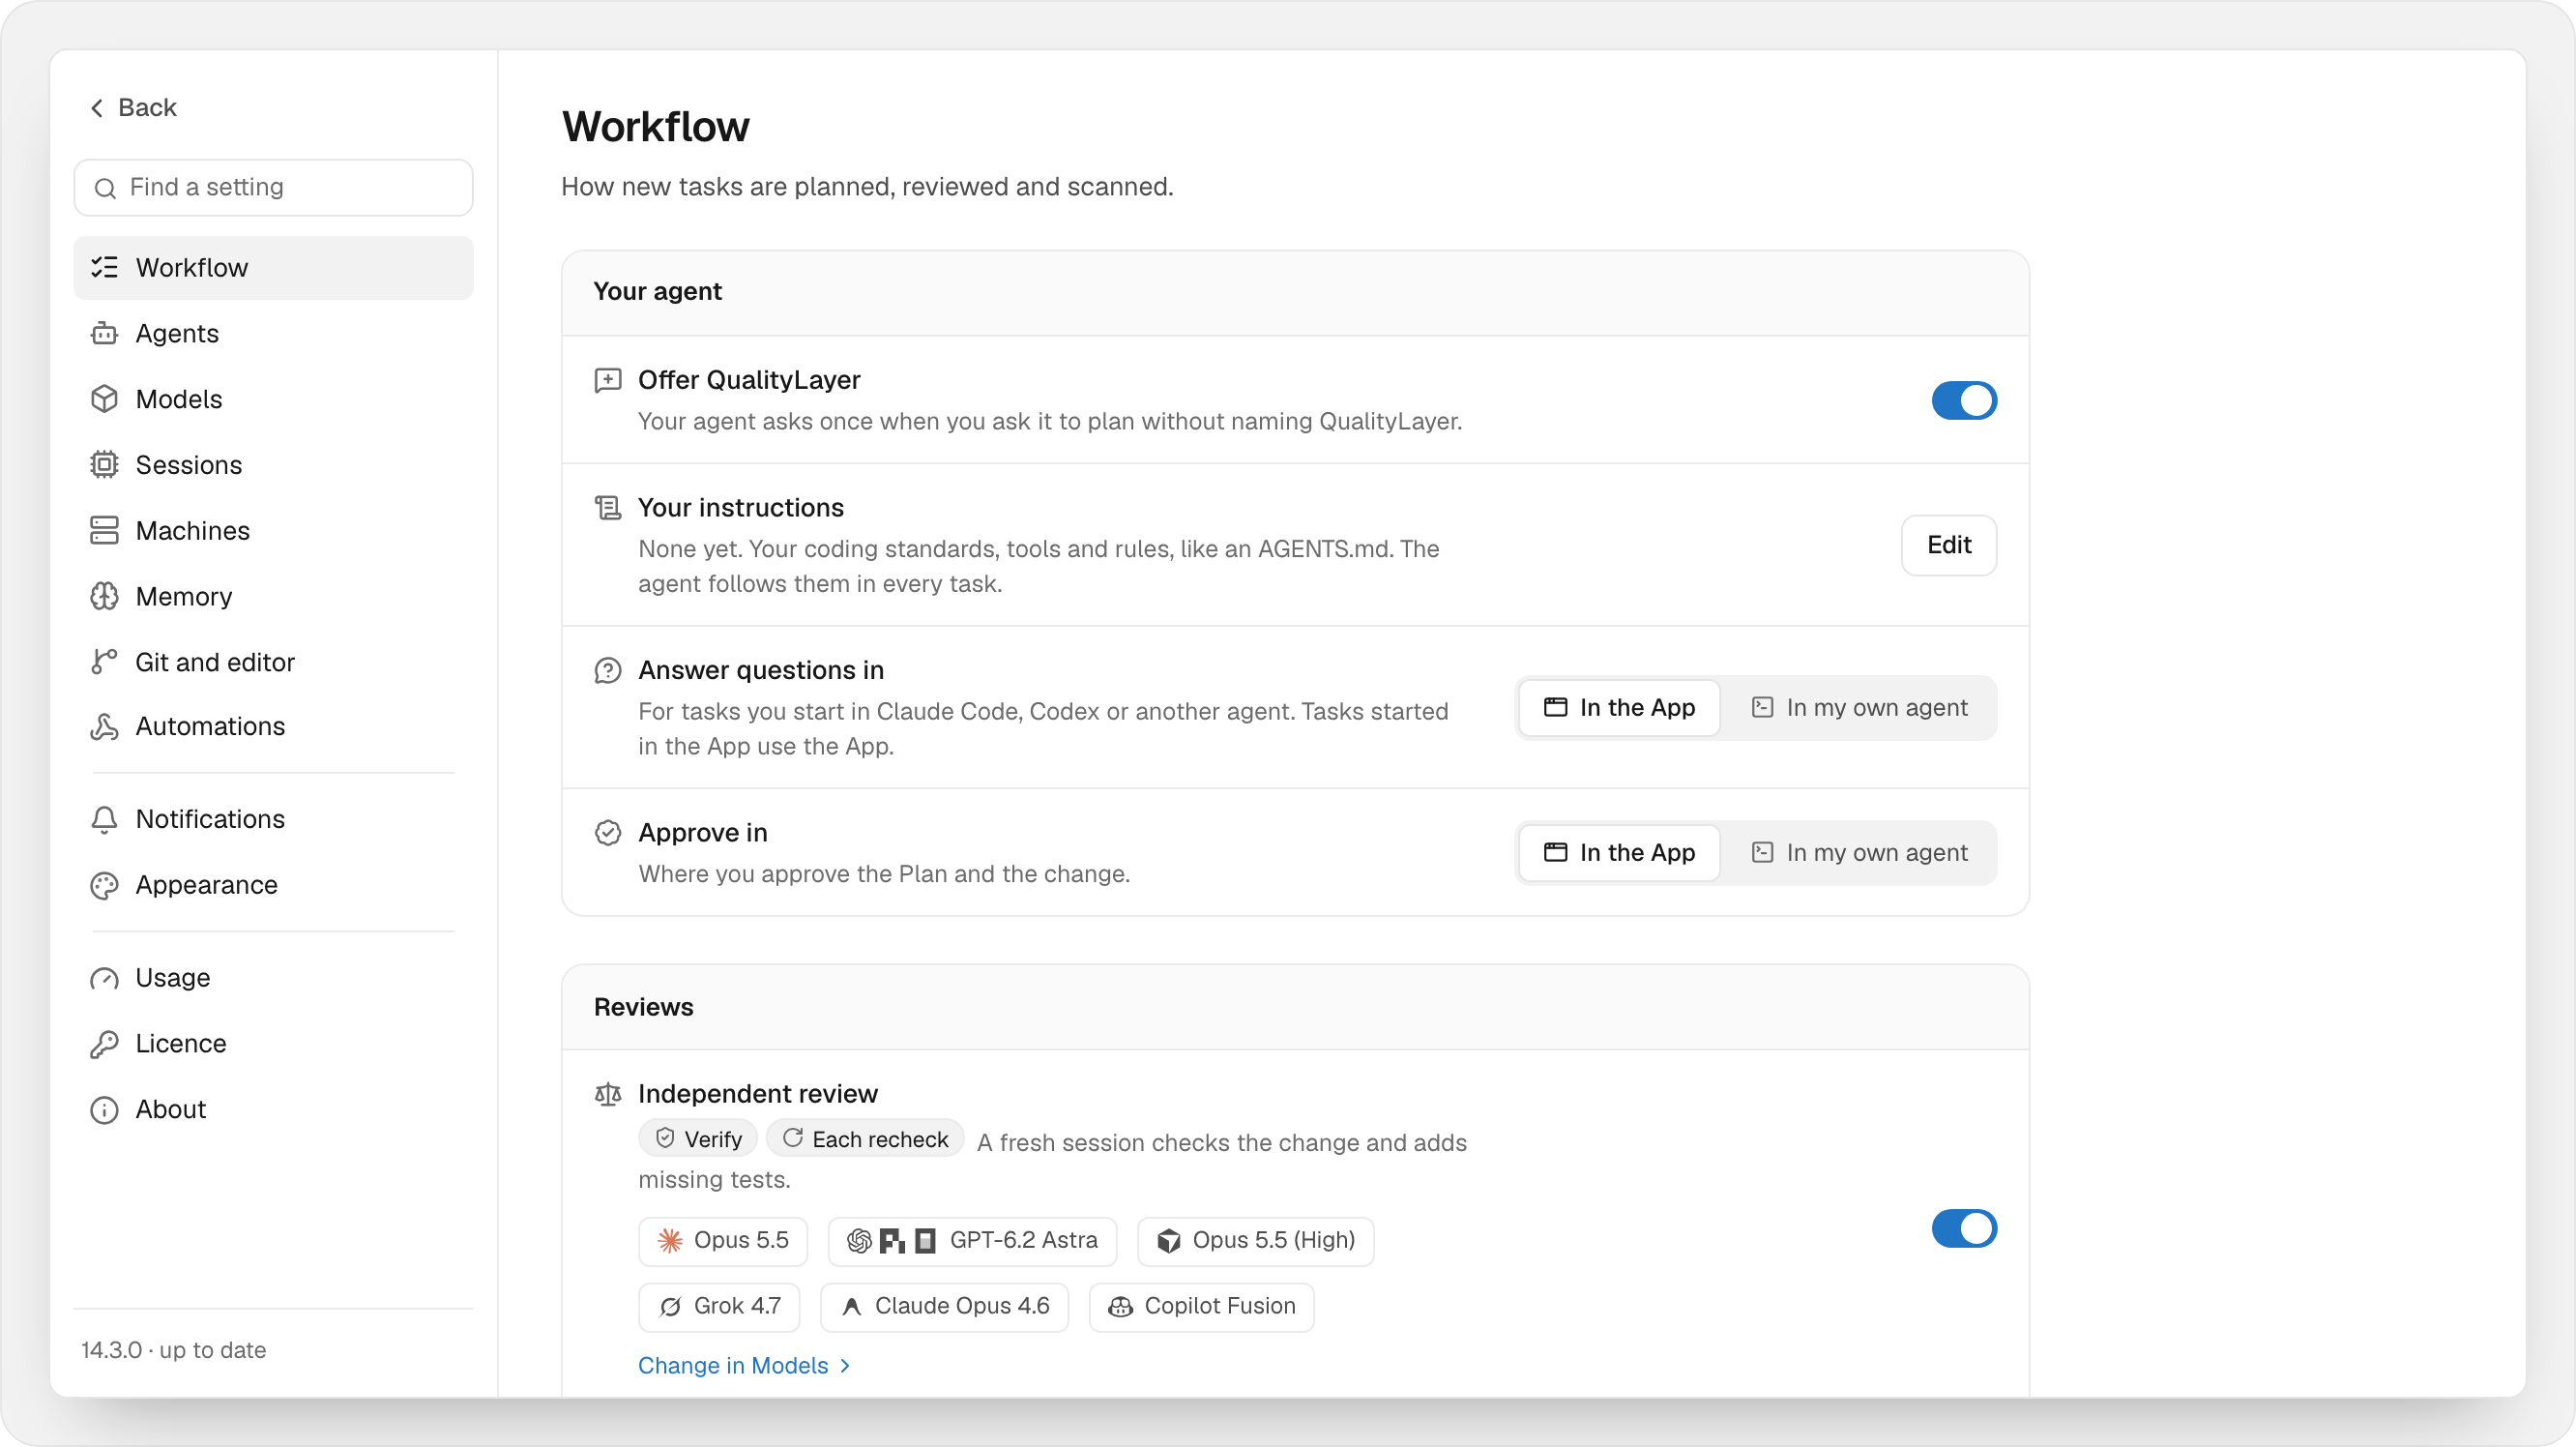 Back
Find a setting
Workflow
Agents
Models
Sessions
Machines
Memory
Git and editor
Automations
Notifications
Appearance
Usage
Licence
About
14.3.0 · up to date
Workflow
How new tasks are planned, reviewed and scanned.
Your agent
Offer QualityLayer
Your agent asks once when you ask it to plan without naming QualityLayer.
Your instructions
None yet. Your coding standards, tools and rules, like an AGENTS.md. The
agent follows them in every task.
Edit
Answer questions in
For tasks you start in Claude Code, Codex or another agent. Tasks started
in the App use the App.
In the App
In my own agent
Approve in
Where you approve the Plan and the change.
In the App
In my own agent
Reviews
Independent review
Verify Each recheck A fresh session checks the change and adds
missing tests.
Opus 5.5 GPT-6.2 Astra Opus 5.5 (High)
Grok 4.7 Claude Opus 4.6 Copilot Fusion
Change in Models